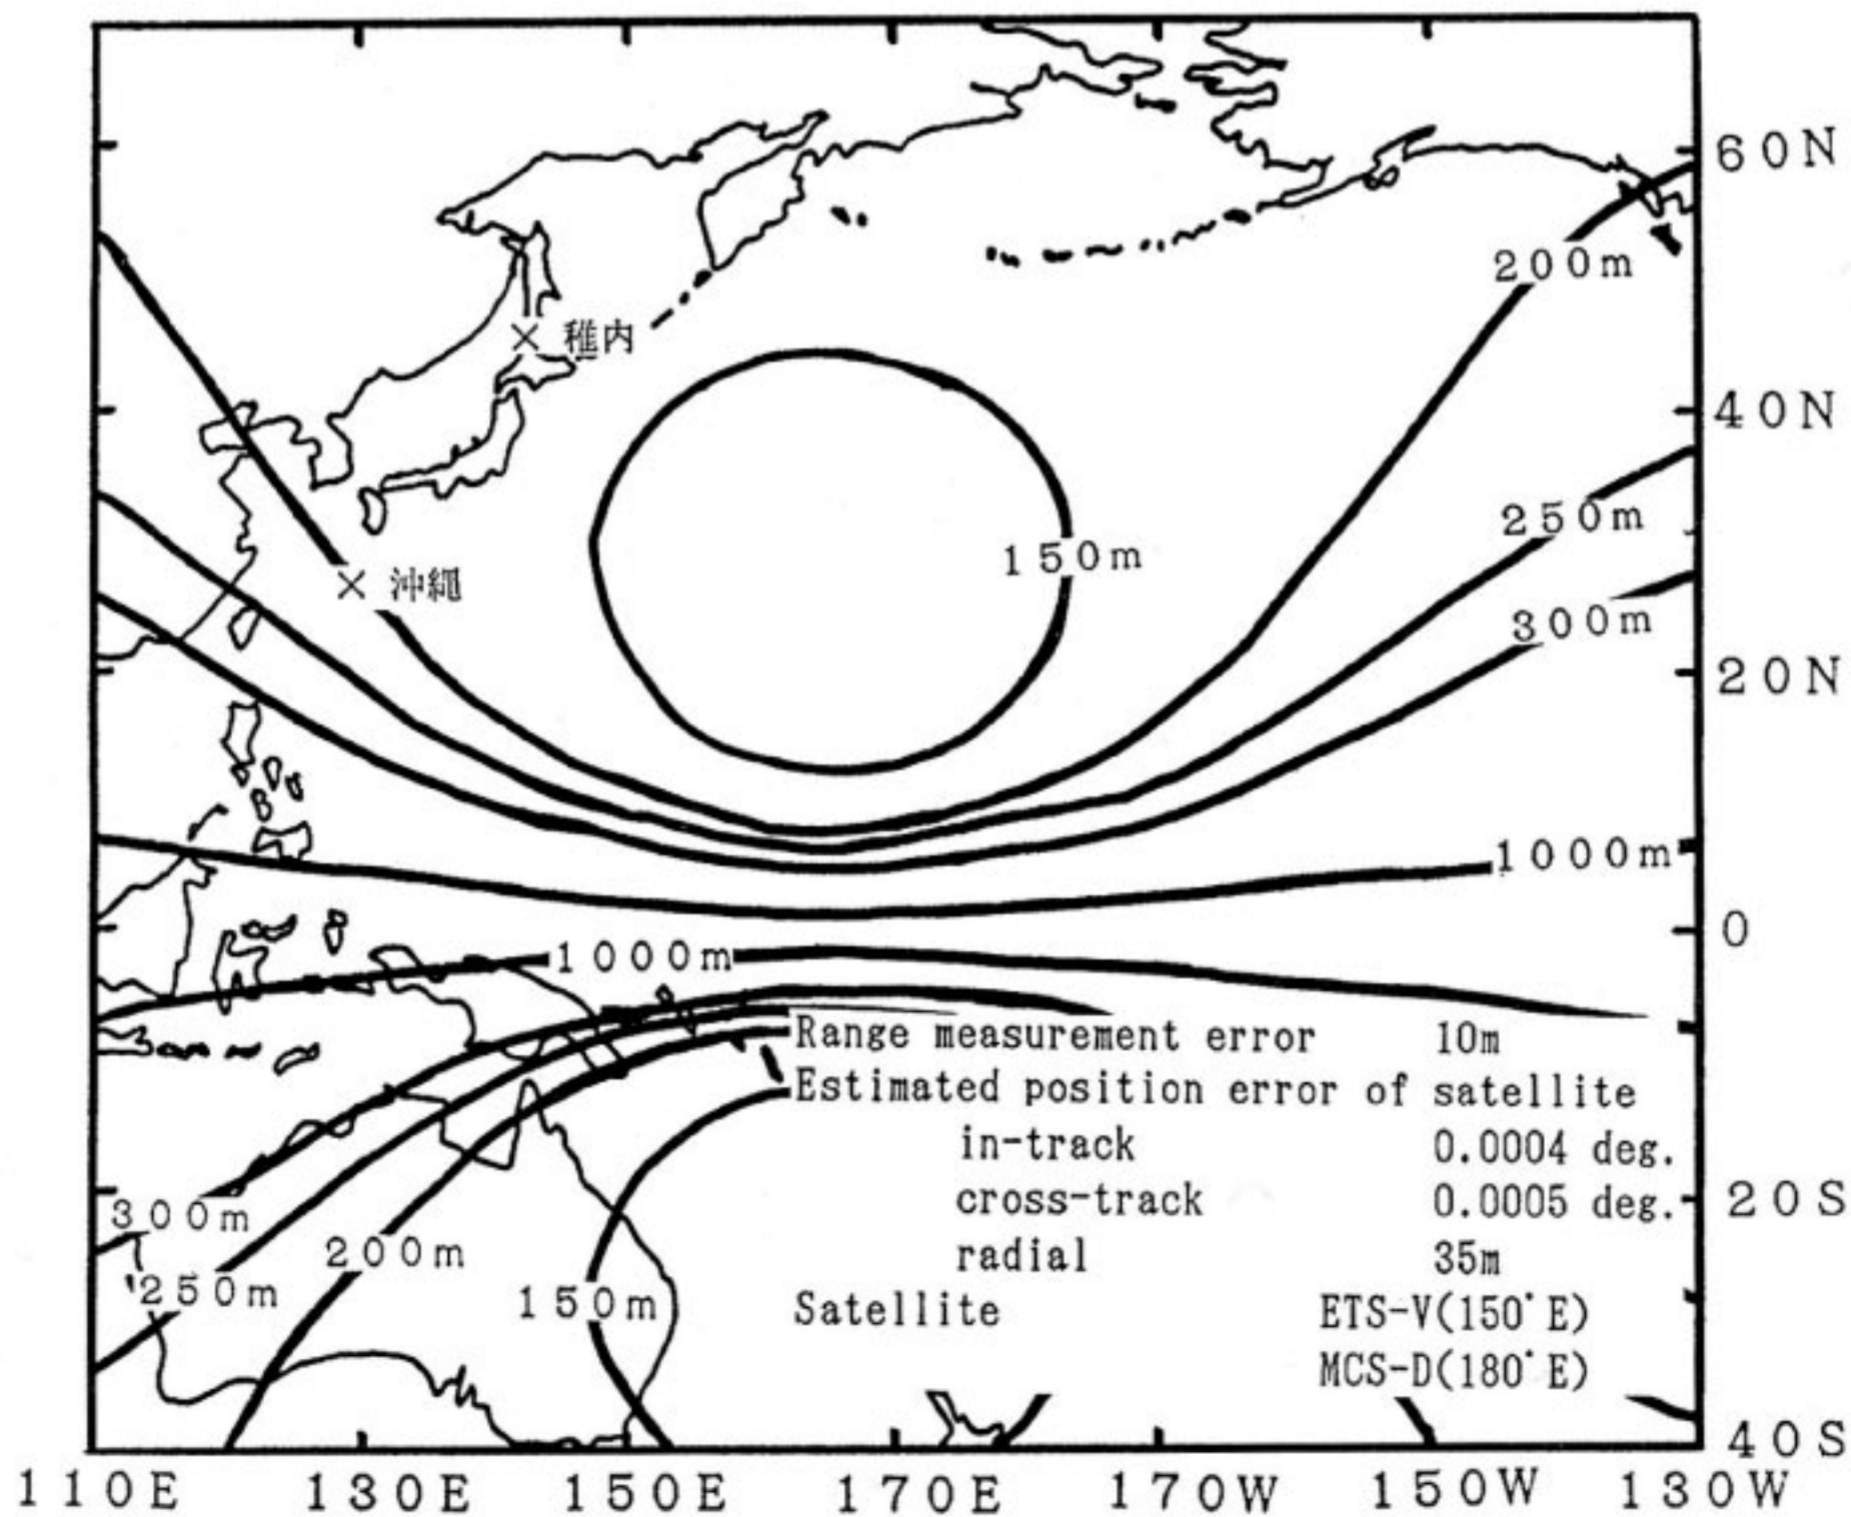 60N
200m
稚内
40N
250m
150m
沖縄
300m
20N
1000m
0
1000m
Range measurement error 10m
Estimated position error of satellite
in-track 0.0004 deg.
cross-track 0.0005 deg.
radial 35m
Satellite ETS-V(150°E)
MCS-D(180°E)
20S
300m
200m
250m
150m
40S
110E 130E 150E 170E 170W 150W 130W